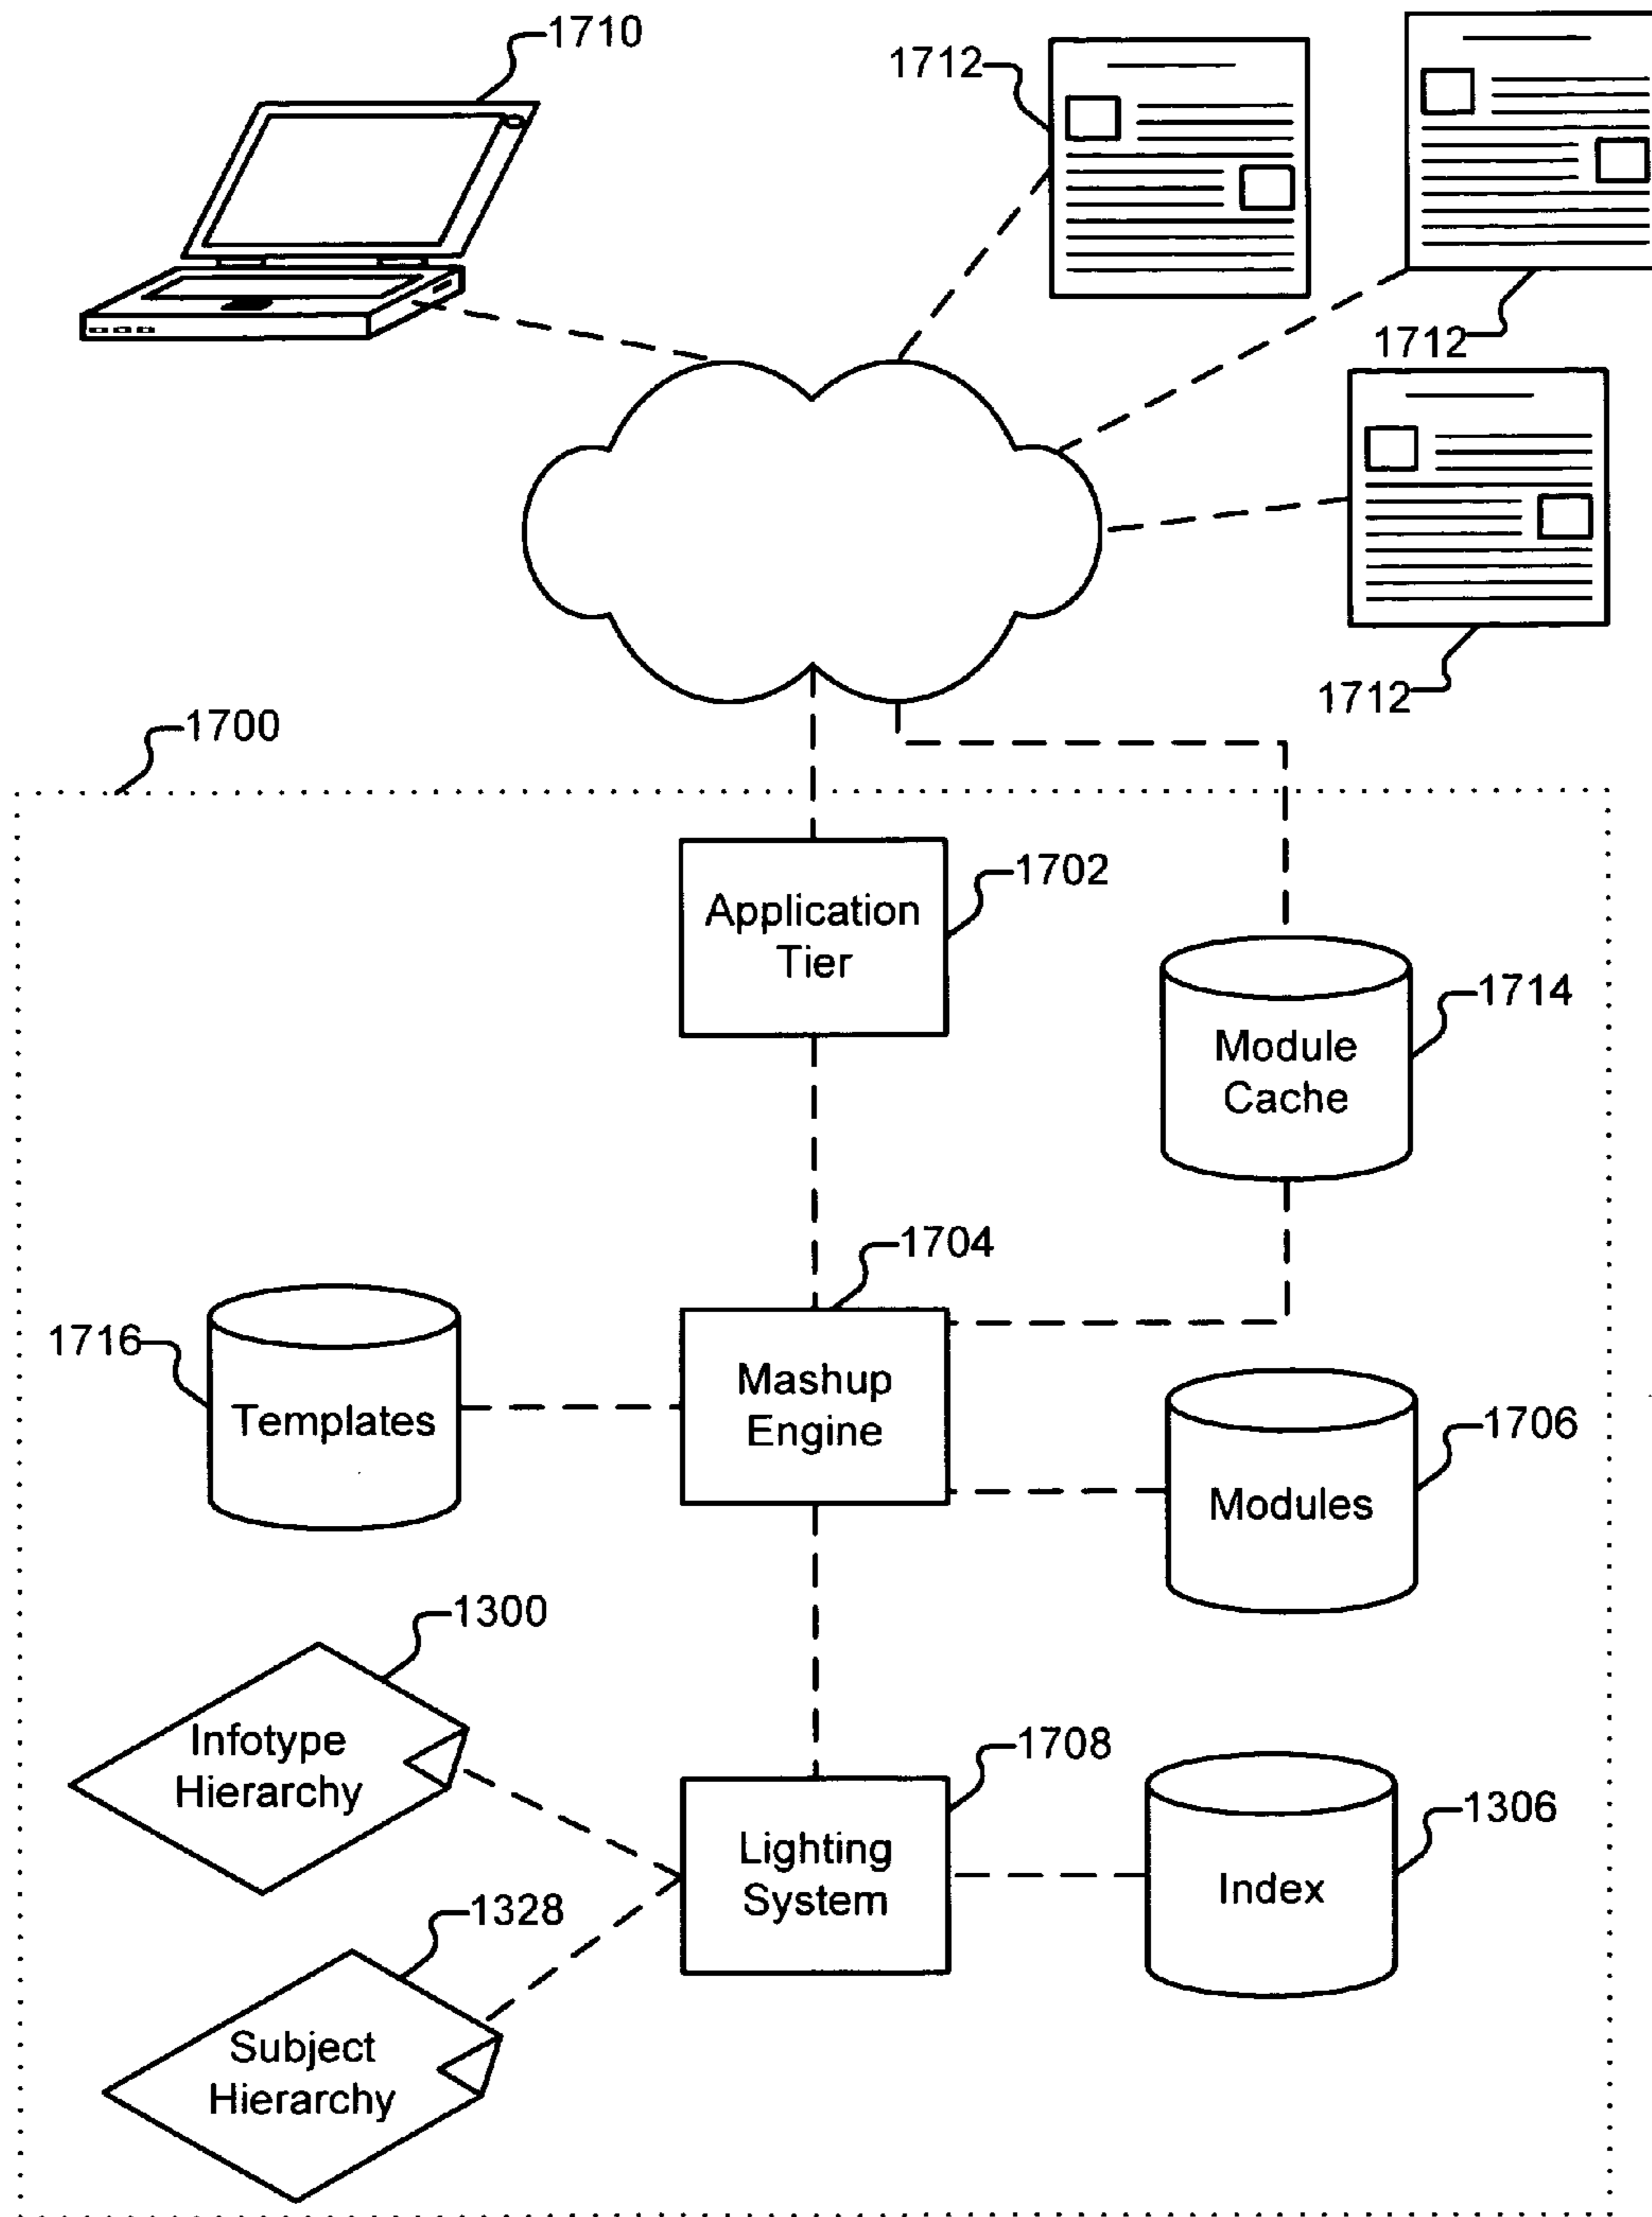 1710
1712
1712
1712
1700
Application
Tier
1702
Module
Cache
1714
1704
1716
Templates
Mashup
Engine
1706
Modules
1300
Infotype
Hierarchy
1708
Lighting
System
1306
Index
1328
Subject
Hierarchy